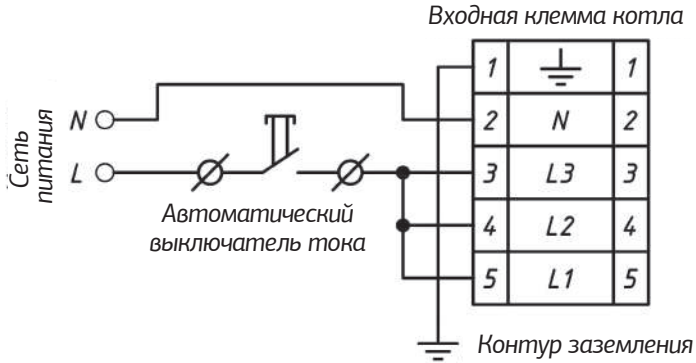 Входная клемма котла
1 1
2 N 2
3 L3 3
4 L2 4
5 L1 5
N
L
Сеть
питания
Автоматический
выключатель тока
Контур заземления